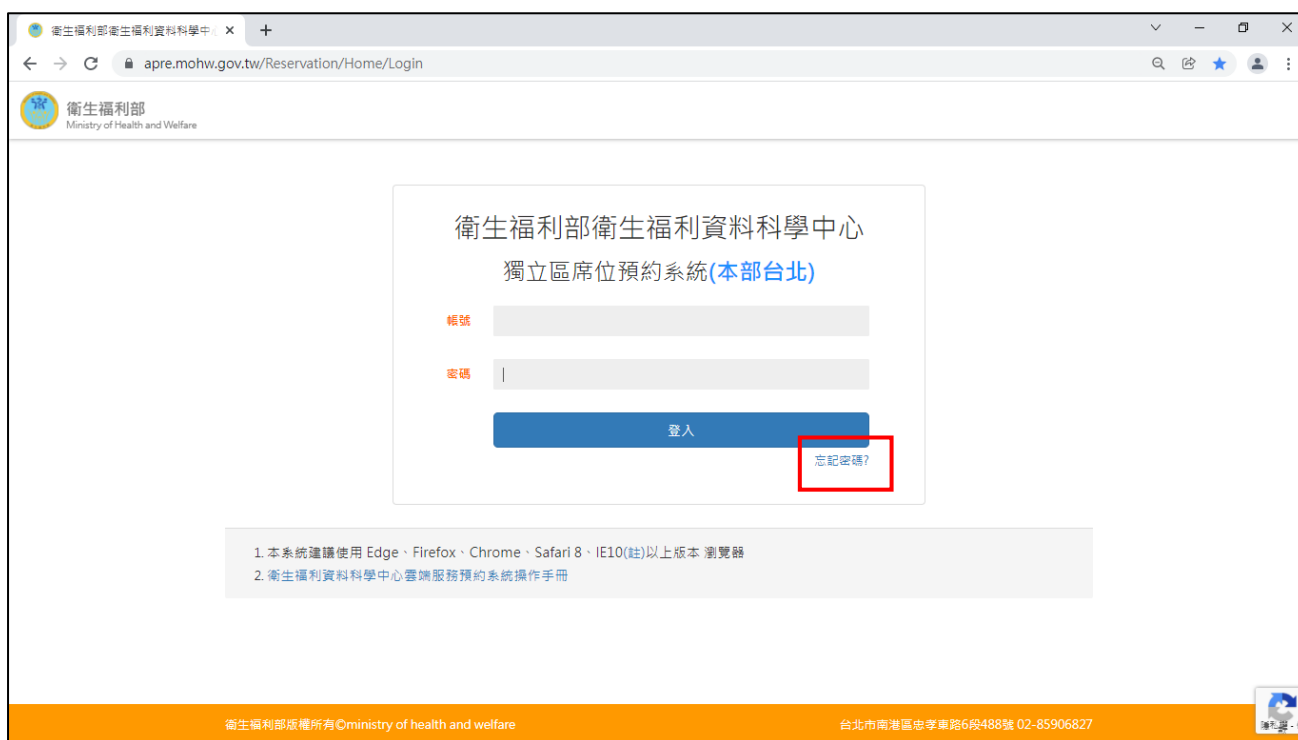 衛生福利部衛生福利資料科學中
apre.mohw.gov.tw/Reservation/Home/Login
衛生福利部
Ministry of Health and Welfare
衛生福利部衛生福利資料科學中心
獨立區席位預約系統(本部台北)
帳號
密碼
登入
忘記密碼?
1. 本系統建議使用 Edge、Firefox、Chrome、Safari 8、IE10(註)以上版本 瀏覽器
2. 衛生福利資料科學中心雲端服務預約系統操作手冊
衛生福利部版權所有©ministry of health and welfare
台北市南港區忠孝東路6段488號 02-85906827